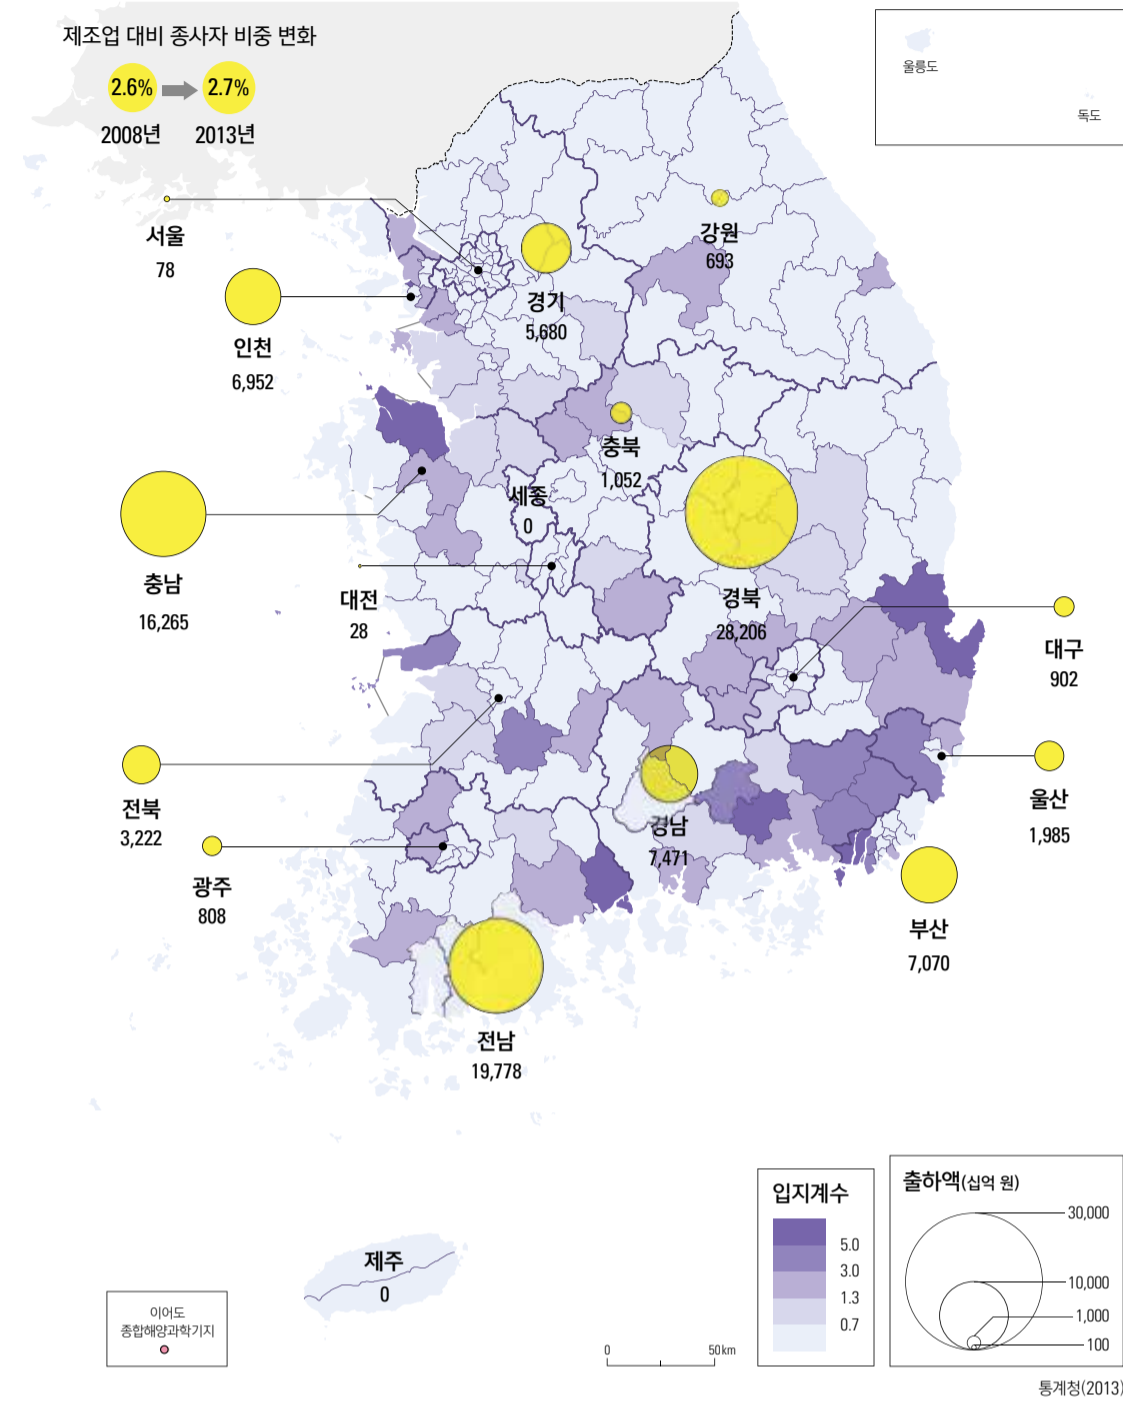 제조업 대비 종사자 비중 변화
2.6%
2.7%
2008년
2013년
울릉도
독도
서울
78
강원
693
경기
5,680
인천
6,952
충북
1,052
세종
0
충남
16,265
대전
28
경북
28,206
대구
902
전북
3,222
울산
1,985
경남
7,471
광주
808
부산
7,070
전남
19,778
제주
0
이어도
종합해양과학기지
0
50km
입지계수
5.0
3.0
1.3
0.7
출하액(십억 원)
30,000
10,000
1,000
100
통계청(2013)